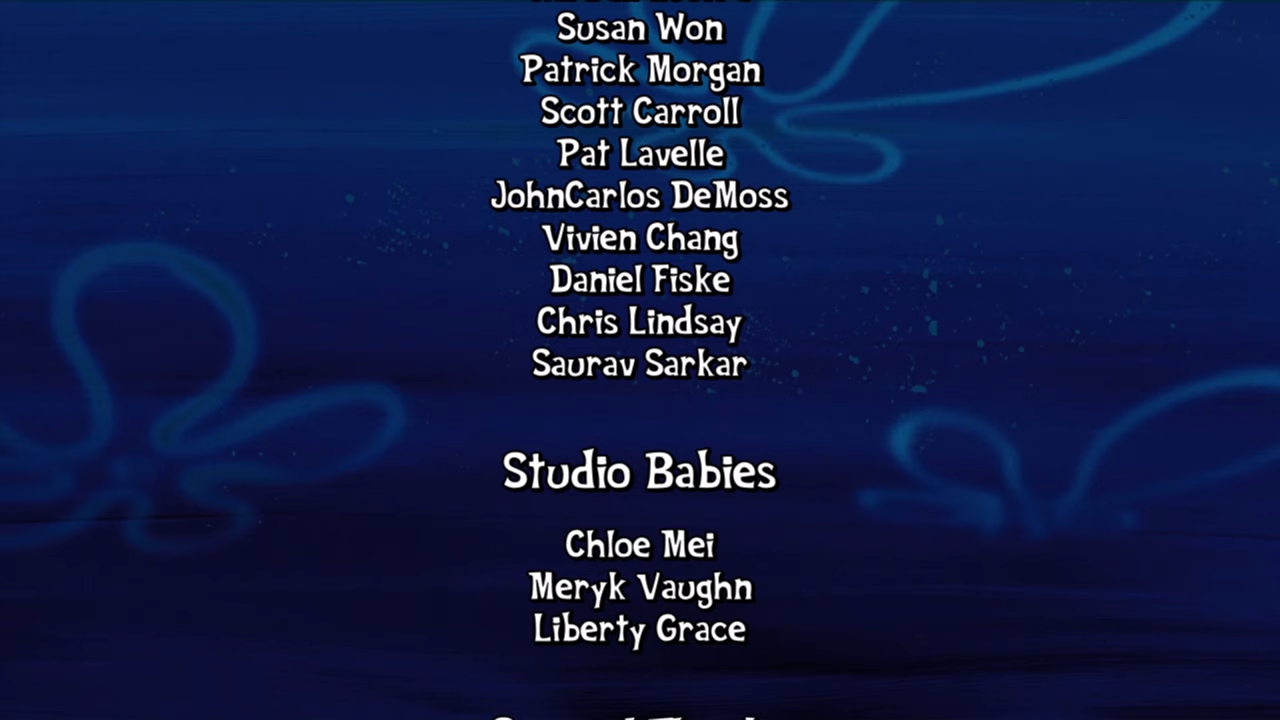 Susan Won
Patrick Morgan
Scott Carroll
Pat Lavelle
JohnCarlos DeMoss
Vivien Chang
Daniel Fiske
Chris Lindsay
Saurav Sarkar
Studio Babies
Chloe Mei
Meryk Vaughn
Liberty Grace